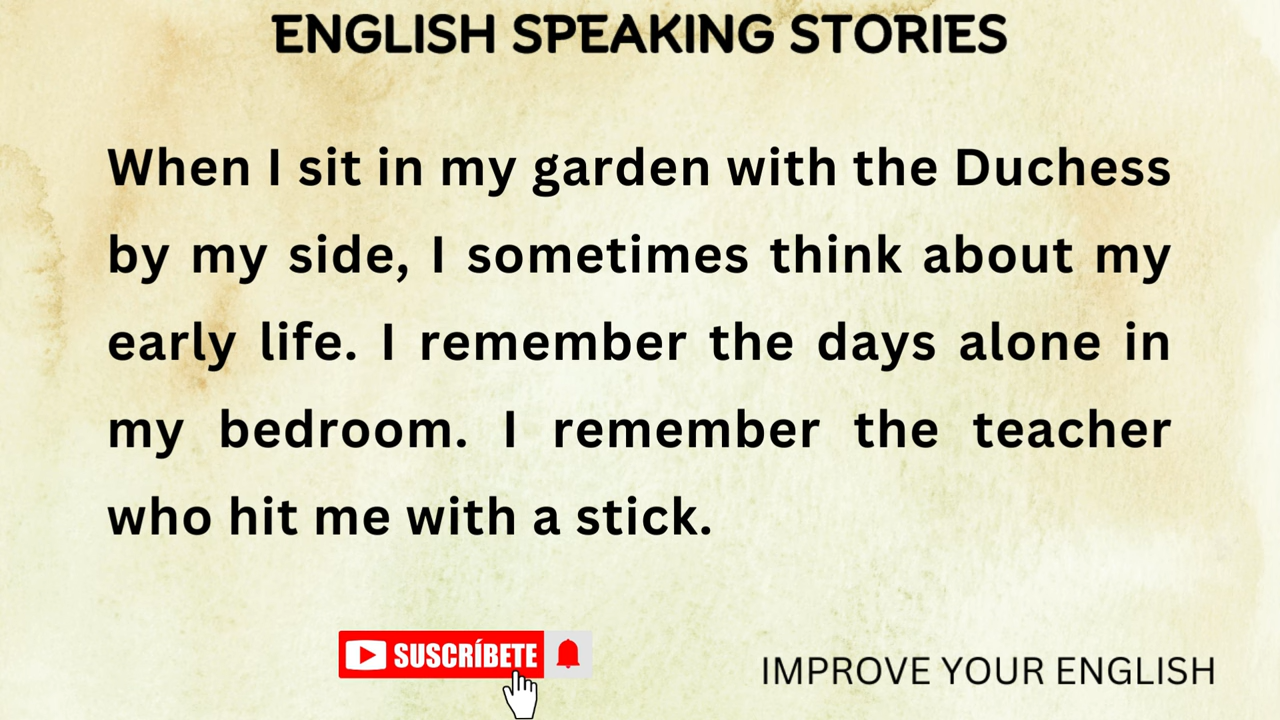 ENGLISH SPEAKING STORIES
When I sit in my garden with the Duchess
by my side, I sometimes think about my
early life. I remember the days alone in
my bedroom. I remember the teacher
who hit me with a stick.
SUSCRÍBETE
IMPROVE YOUR ENGLISH